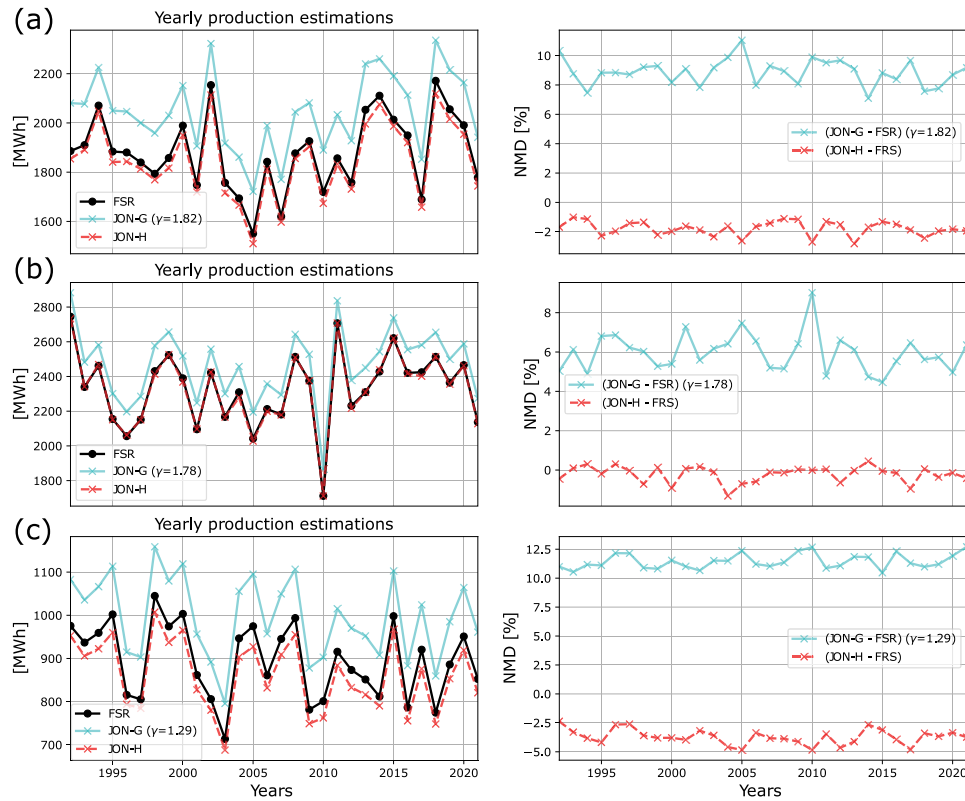 (a)
Yearly production estimations
[MWh]
2200
2000
1800
1600
FSR
JON-G (γ=1.82)
JON-H
NMD [%]
10
8
6
4
2
0
−2
(JON-G - FSR) (γ=1.82)
(JON-H - FRS)
(b)
Yearly production estimations
[MWh]
2800
2600
2400
2200
2000
1800
FSR
JON-G (γ=1.78)
JON-H
NMD [%]
8
6
4
2
0
(JON-G - FSR) (γ=1.78)
(JON-H - FRS)
(c)
Yearly production estimations
[MWh]
1100
1000
900
800
700
FSR
JON-G (γ=1.29)
JON-H
1995 2000 2005 2010 2015 2020
Years
NMD [%]
12.5
10.0
7.5
5.0
2.5
0.0
−2.5
−5.0
(JON-G - FSR) (γ=1.29)
(JON-H - FRS)
1995 2000 2005 2010 2015 2020
Years